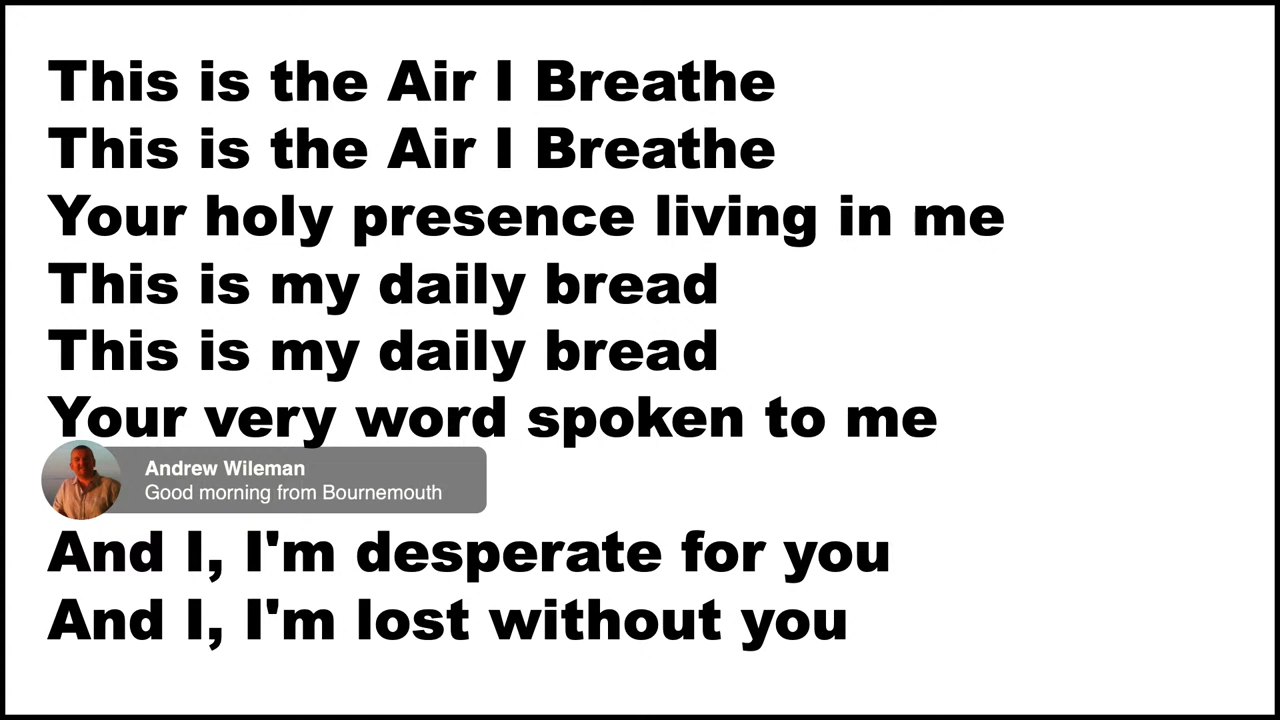 This is the Air I Breathe
This is the Air I Breathe
Your holy presence living in me
This is my daily bread
This is my daily bread
Your very word spoken to me
Andrew Wileman
Good morning from Bournemouth
And I, I'm desperate for you
And I, I'm lost without you